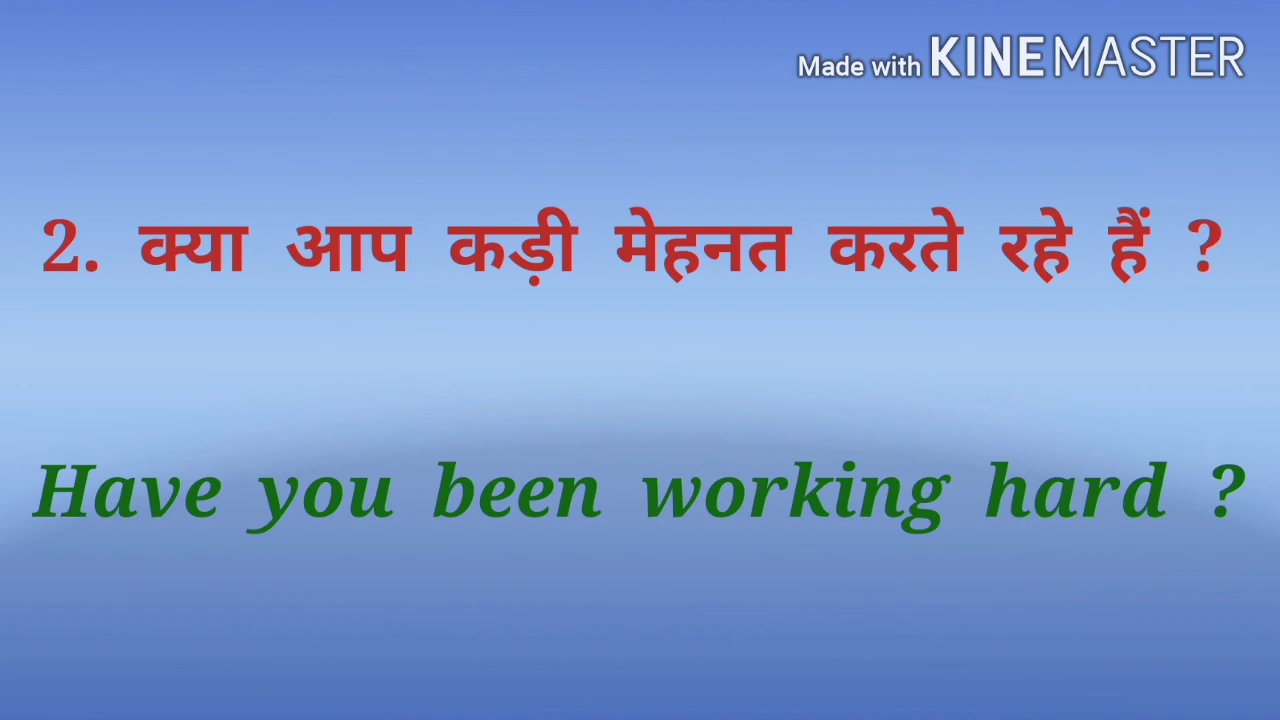 Made with KINEMASTER
2. क्या आप कड़ी मेहनत करते रहे हैं ?
Have you been working hard ?